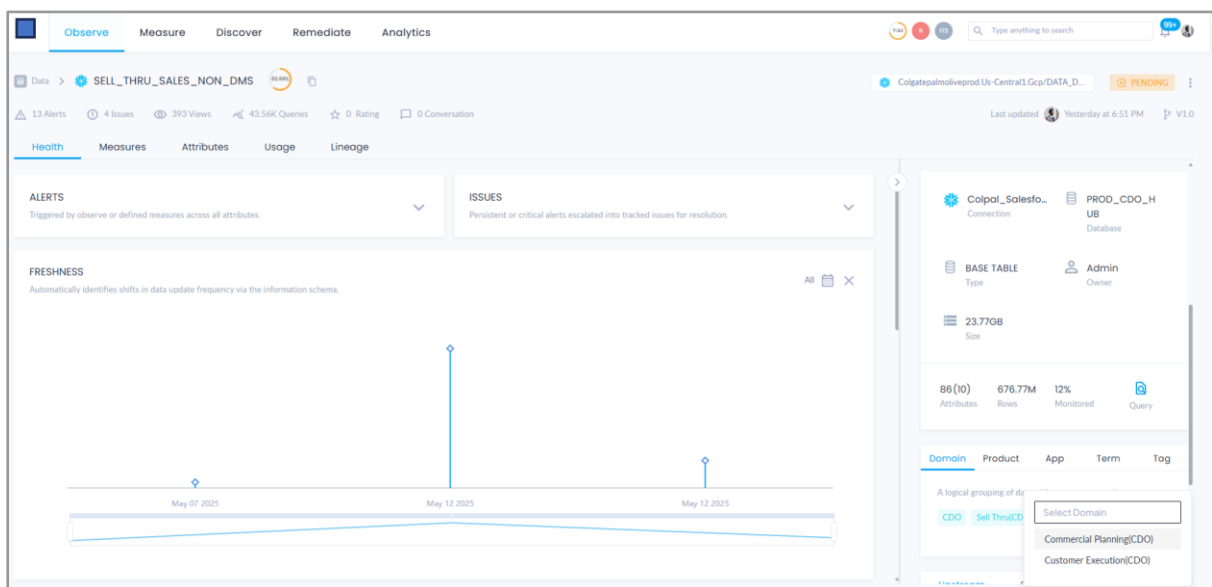 Observe Measure Discover Remediate Analytics
Type anything to search
99+
Data > SELL_THRU_SALES_NON_DMS
Colgatepalmoliveprod.Us-Central1.Gcp/DATA_D...
PENDING
13 Alerts 4 Issues 393 Views 43.56K Queries 0 Rating 0 Conversation
Last updated Yesterday at 6:51 PM V1.0
Health Measures Attributes Usage Lineage
ALERTS
Triggered by observe or defined measures across all attributes.
ISSUES
Persistent or critical alerts escalated into tracked issues for resolution.
FRESHNESS
Automatically identifies shifts in data update frequency via the information schema.
All
May 07 2025 May 12 2025 May 12 2025
Colpal_Salesfo...
Connection
PROD_CDO_H
UB
Database
BASE TABLE
Type
Admin
Owner
23.77GB
Size
86(10) 676.77M 12%
Attributes Rows Monitored Query
Domain Product App Term Tag
A logical grouping of
CDO Sell Thru(CD
Select Domain
Commercial Planning(CDO)
Customer Execution(CDO)